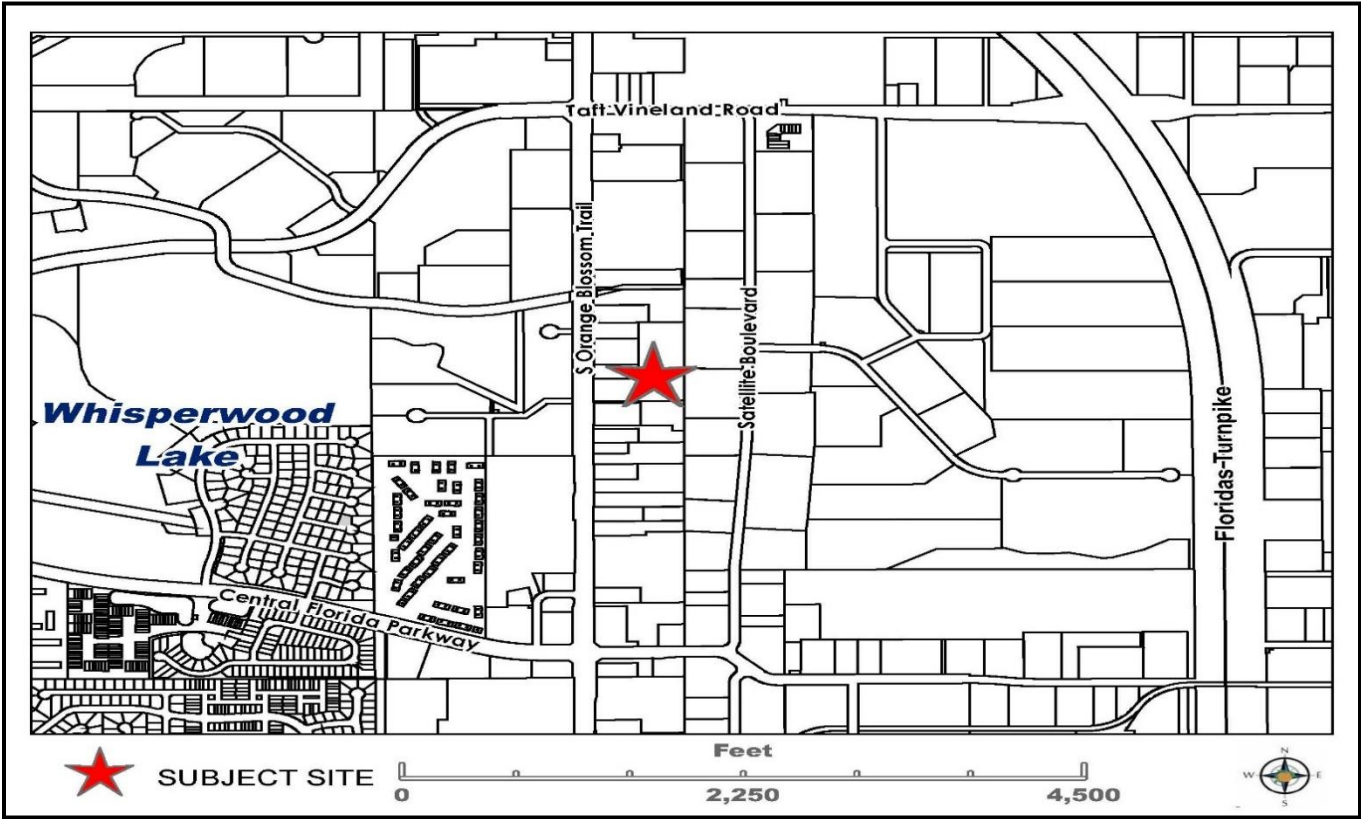 Taft-Vineland-Road
S Orange Blossom Trail
Satellite-Boulevard
Floridas-Turnpike
Whisperwood
Lake
Central Florida Parkway
SUBJECT SITE
Feet
0 2,250 4,500
N
W E
S